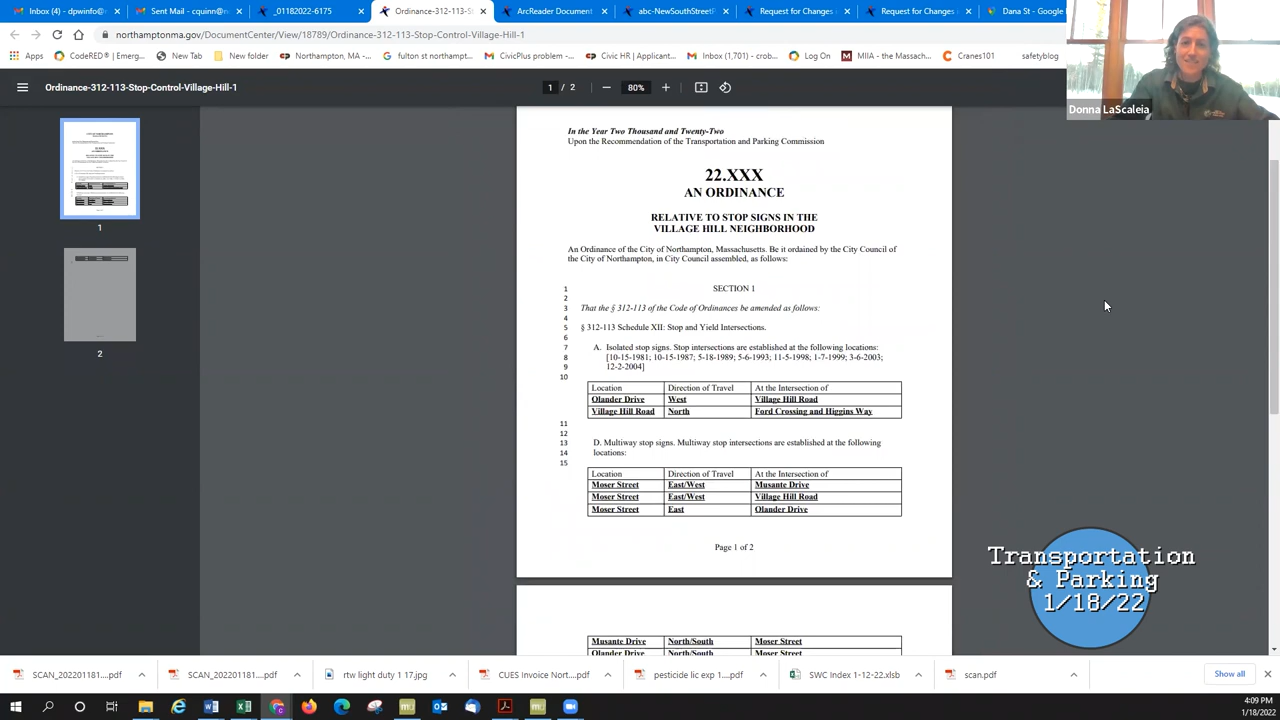 Inbox (4) - dpwinfo@n
Sent Mail - cquinn@na
_01182022-6175
Ordinance-312-113-S
ArcReader Document
abc-NewSouthStreetF
Request for Changes i
Request for Changes i
Dana St - Google
northamptonma.gov/DocumentCenter/View/18789/Ordinance-312-113-Stop-Control-Village-Hill-1
Apps
CodeRED® | Emerg...
New Tab
New folder
Northampton, MA -...
fulton st northampt...
CivicPlus problem -...
Civic HR | Applicant...
Inbox (1,701) - crob...
Log On
MIIA - the Massach...
Cranes101
safetyblog
Ordinance-312-113-Stop-Control-Village-Hill-1
1 / 2
80%
Donna LaScaleia
1
2
In the Year Two Thousand and Twenty-Two
Upon the Recommendation of the Transportation and Parking Commission
22.XXX
AN ORDINANCE
RELATIVE TO STOP SIGNS IN THE
VILLAGE HILL NEIGHBORHOOD
An Ordinance of the City of Northampton, Massachusetts. Be it ordained by the City Council of
the City of Northampton, in City Council assembled, as follows:
1 SECTION 1
2
3 That the § 312-113 of the Code of Ordinances be amended as follows:
4
5 § 312-113 Schedule XII: Stop and Yield Intersections.
6
7 A. Isolated stop signs. Stop intersections are established at the following locations:
8 [10-15-1981; 10-15-1987; 5-18-1989; 5-6-1993; 11-5-1998; 1-7-1999; 3-6-2003;
9 12-2-2004]
10
Location Direction of Travel At the Intersection of
Olander Drive West Village Hill Road
Village Hill Road North Ford Crossing and Higgins Way
11
12
13 D. Multiway stop signs. Multiway stop intersections are established at the following
14 locations:
15
Location Direction of Travel At the Intersection of
Moser Street East/West Musante Drive
Moser Street East/West Village Hill Road
Moser Street East Olander Drive
Page 1 of 2
Musante Drive North/South Moser Street
Olander Drive North/South Moser Street
Transportation
& Parking
1/18/22
SCAN_202201181....pdf
SCAN_202201181....pdf
rtw light duty 1 17.jpg
CUES Invoice Nort....pdf
pesticide lic exp 1....pdf
SWC Index 1-12-22.xlsb
scan.pdf
Show all
4:09 PM
1/18/2022